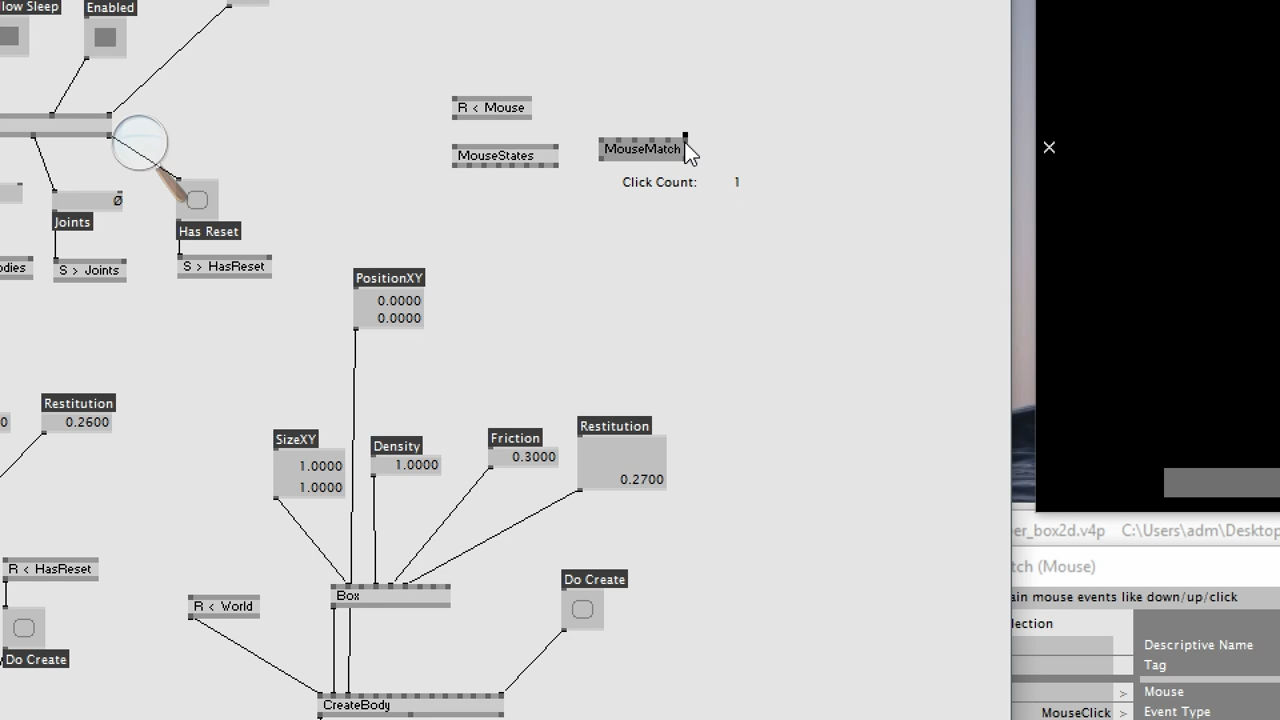 low Sleep
Enabled
R < Mouse
MouseStates
MouseMatch
Click Count: 1
Ø
Joints
Has Reset
odies
S > Joints
S > HasReset
PositionXY
0.0000
0.0000
Restitution
0
0.2600
SizeXY
1.0000
1.0000
Density
1.0000
Friction
0.3000
Restitution
0.2700
er_box2d.v4p C:\Users\adm\Desktop
tch (Mouse)
ain mouse events like down/up/click
lection
R < HasReset
Do Create
R < World
Box
Do Create
Descriptive Name
Tag
> Mouse
MouseClick > Event Type
CreateBody